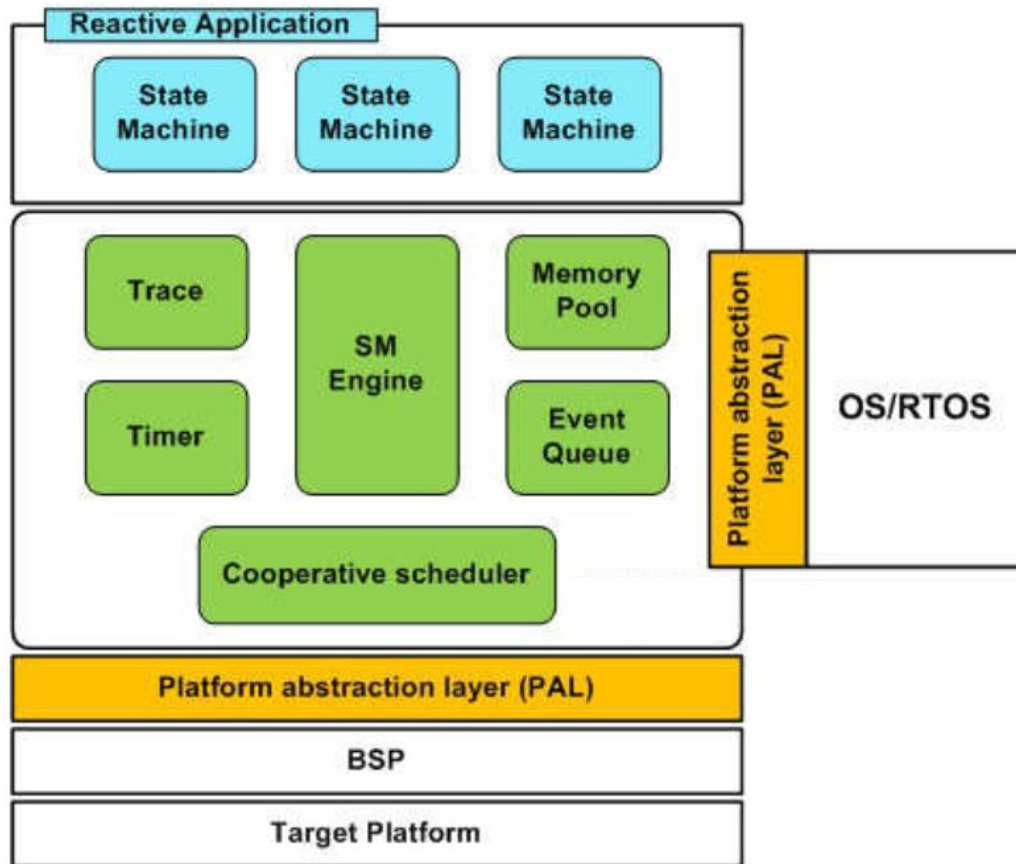 Reactive Application
State
Machine
State
Machine
State
Machine
Trace
SM
Engine
Memory
Pool
Timer
Event
Queue
Cooperative scheduler
Platform abstraction
layer (PAL)
OS/RTOS
Platform abstraction layer (PAL)
BSP
Target Platform